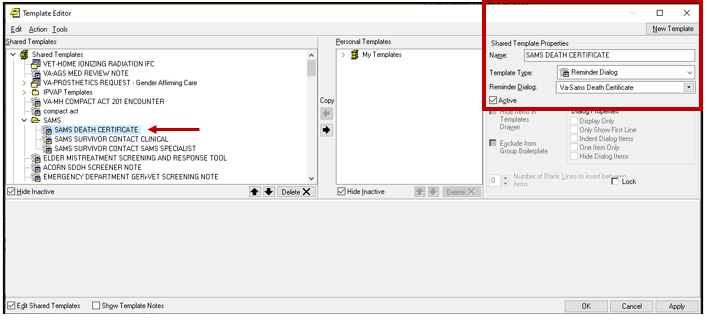 Template Editor
Edit Action Tools
New Template
Shared Templates
Shared Templates
VET-HOME IONIZING RADIATION IFC
VA-AGS MED REVIEW NOTE
VA-PROSTHETICS REQUEST - Gender Affirming Care
IPVAP Templates
VA-MH COMPACT ACT 201 ENCOUNTER
compact act
SAMS
SAMS DEATH CERTIFICATE
SAMS SURVIVOR CONTACT CLINICAL
SAMS SURVIVOR CONTACT SAMS SPECIALIST
ELDER MISTREATMENT SCREENING AND RESPONSE TOOL
ACORN SDOH SCREENER NOTE
EMERGENCY DEPARTMENT GERI-VET SCREENING NOTE
Hide Inactive
Delete
Copy
Personal Templates
My Templates
Hide Inactive
Delete
Shared Template Properties
Name: SAMS DEATH CERTIFICATE
Template Type: Reminder Dialog
Reminder Dialog: Va-Sams Death Certificate
Active
Hide Items in
Templates
Drawer
Exclude from
Group Boilerplate
Dialog Properties
Display Only
Only Show First Line
Indent Dialog Items
One Item Only
Hide Dialog Items
0 Number of Blank Lines to insert between
items
Lock
Edit Shared Templates Show Template Notes
OK Cancel Apply